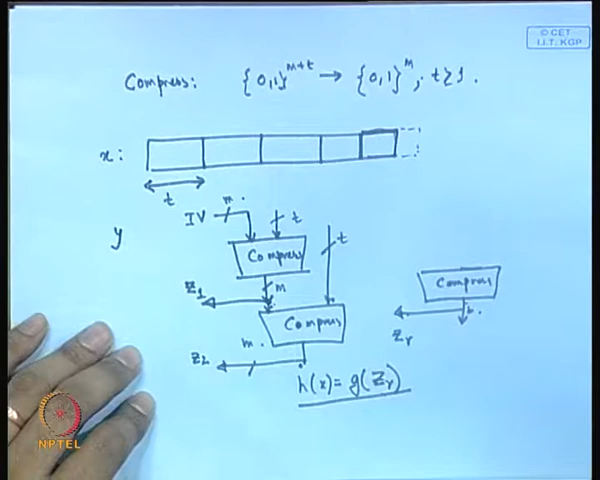 © CET
I.I.T. KGP
Compress: {0,1}^{m+t} → {0,1}^m, t ≥ 1.
x:
t
y
IV m. t
t
Compress
m
Z1
Compress
m.
Z2
Compress
Zr
h(x) = g(Zr)
NPTEL